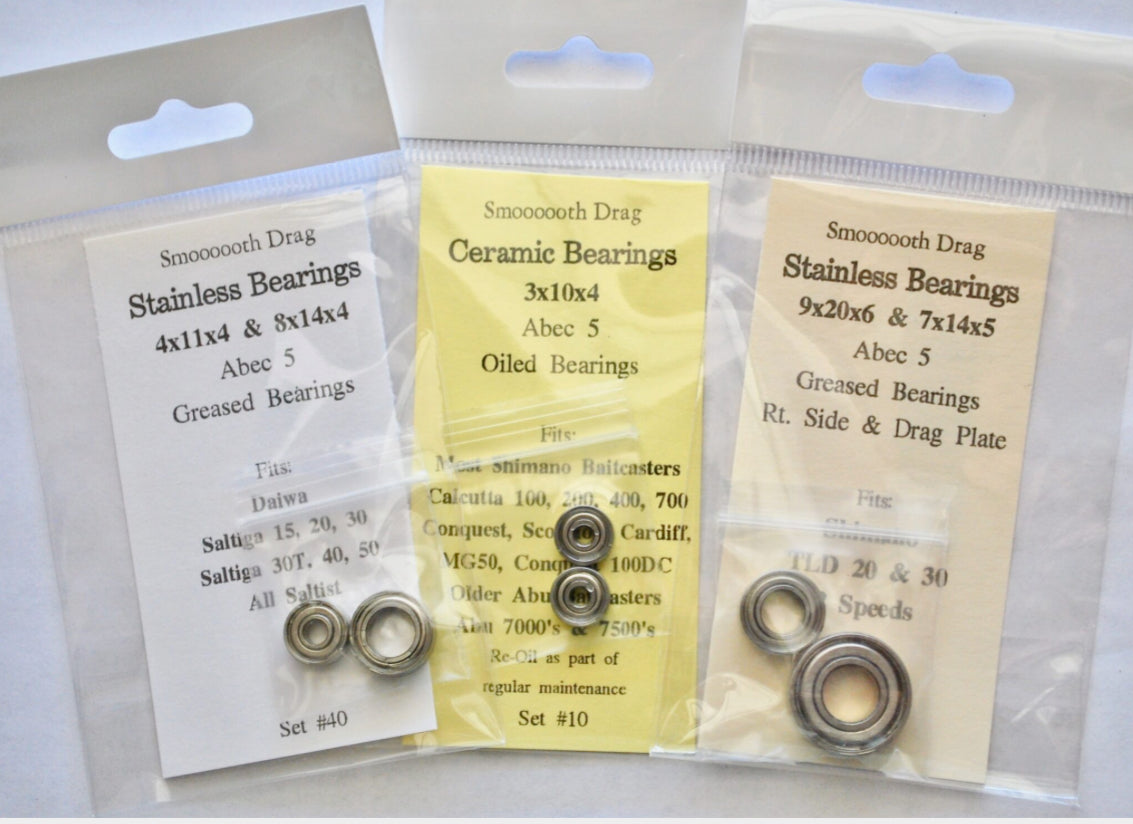 Smoooooth Drag
Stainless Bearings
4x11x4 & 8x14x4
Abec 5
Greased Bearings
Fits:
Daiwa
Saltiga 15, 20, 30
Saltiga 30T, 40, 50
All Saltist
Set #40
Smoooooth Drag
Ceramic Bearings
3x10x4
Abec 5
Oiled Bearings
Fits:
Most Shimano Baitcasters
Calcutta 100, 200, 400, 700
Conquest, Cardiff,
MG50, 100DC
Older Abu
Abu 7000's & 7500's
Re-Oil as part of
regular maintenance
Set #10
Smoooooth Drag
Stainless Bearings
9x20x6 & 7x14x5
Abec 5
Greased Bearings
Rt. Side & Drag Plate
Fits:
Shimano
TLD 20 & 30
Speeds